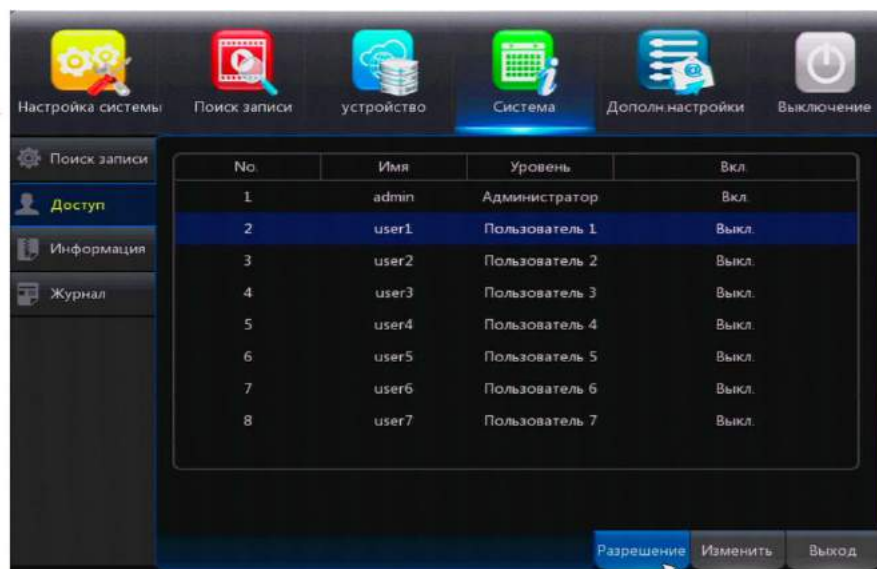 Настройка системы Поиск записи устройство Система Дополн.настройки Выключение
Поиск записи
Доступ
Информация
Журнал
No. Имя Уровень Вкл.
1 admin Администратор Вкл.
2 user1 Пользователь 1 Выкл.
3 user2 Пользователь 2 Выкл.
4 user3 Пользователь 3 Выкл.
5 user4 Пользователь 4 Выкл.
6 user5 Пользователь 5 Выкл.
7 user6 Пользователь 6 Выкл.
8 user7 Пользователь 7 Выкл.
Разрешение Изменить Выход